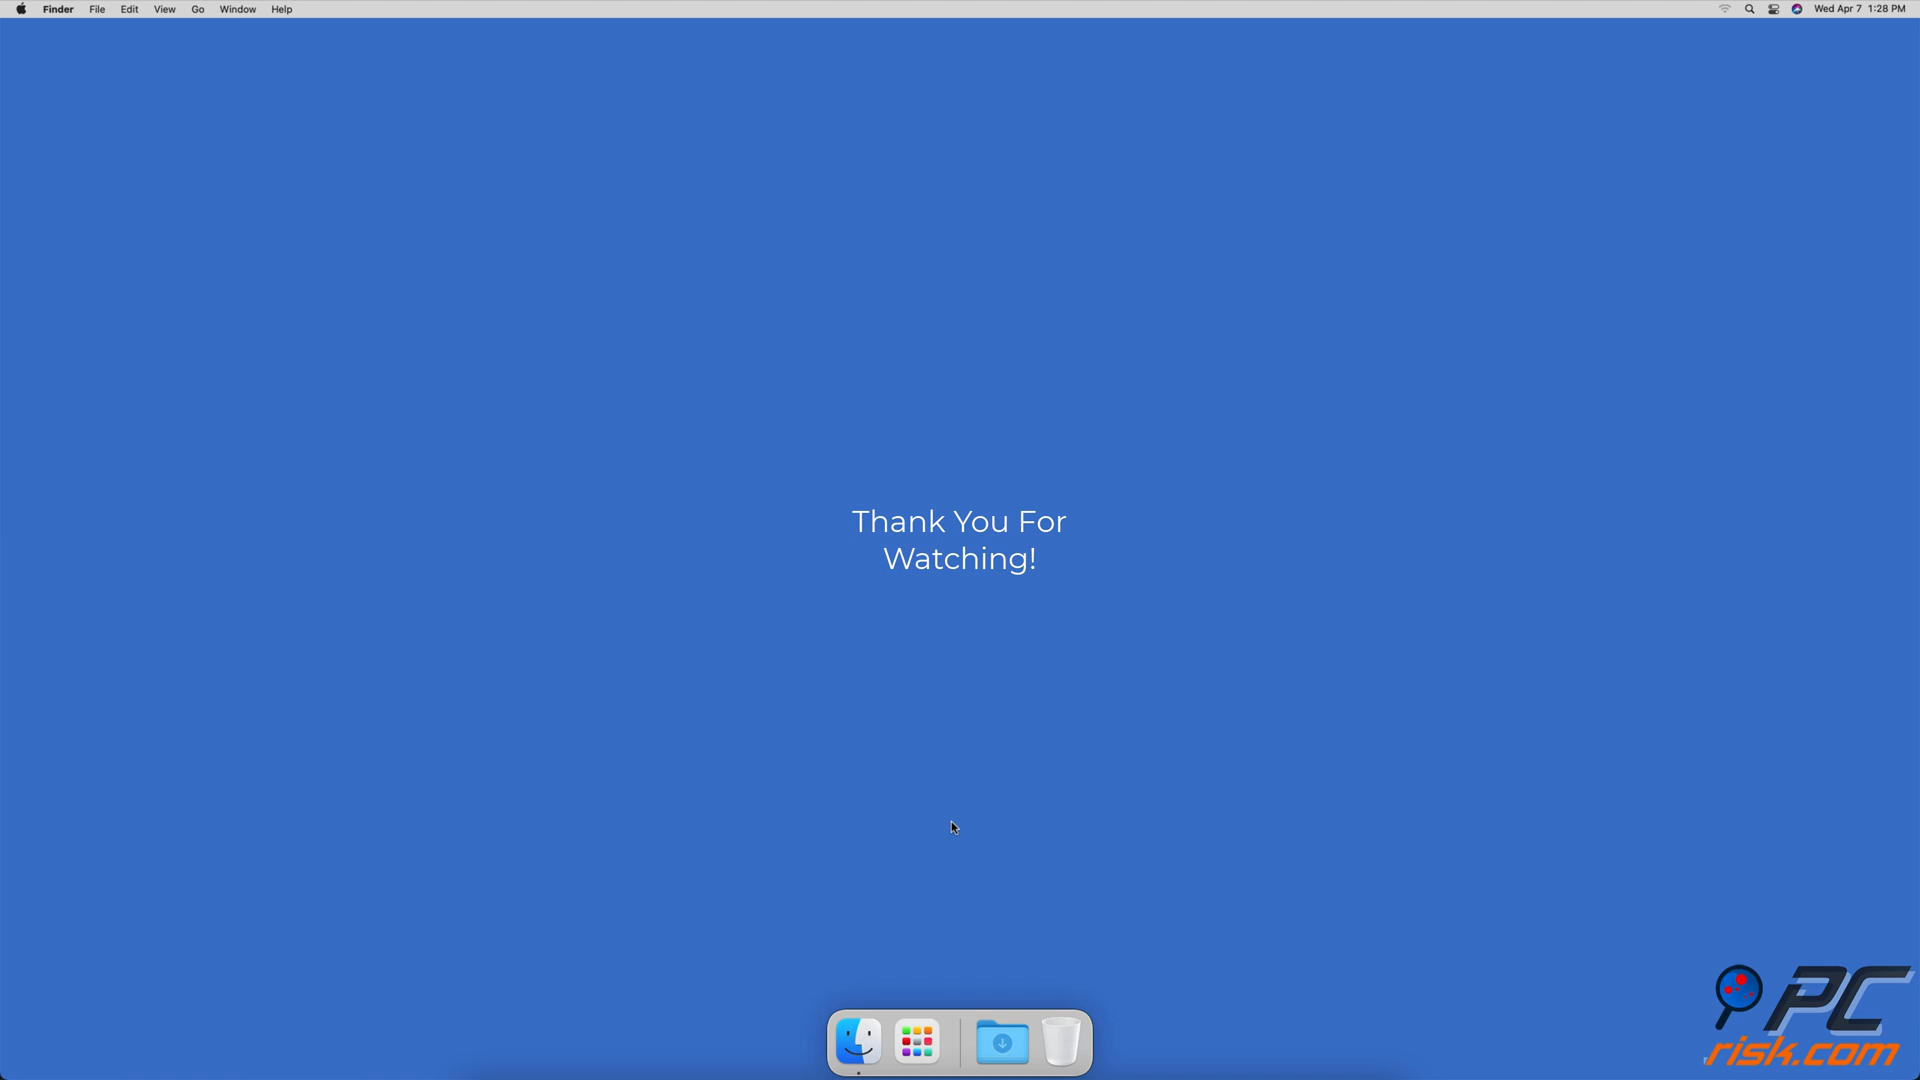 Finder File Edit View Go Window Help Wed Apr 7 1:28 PM
Thank You For
Watching!
PC
risk.com